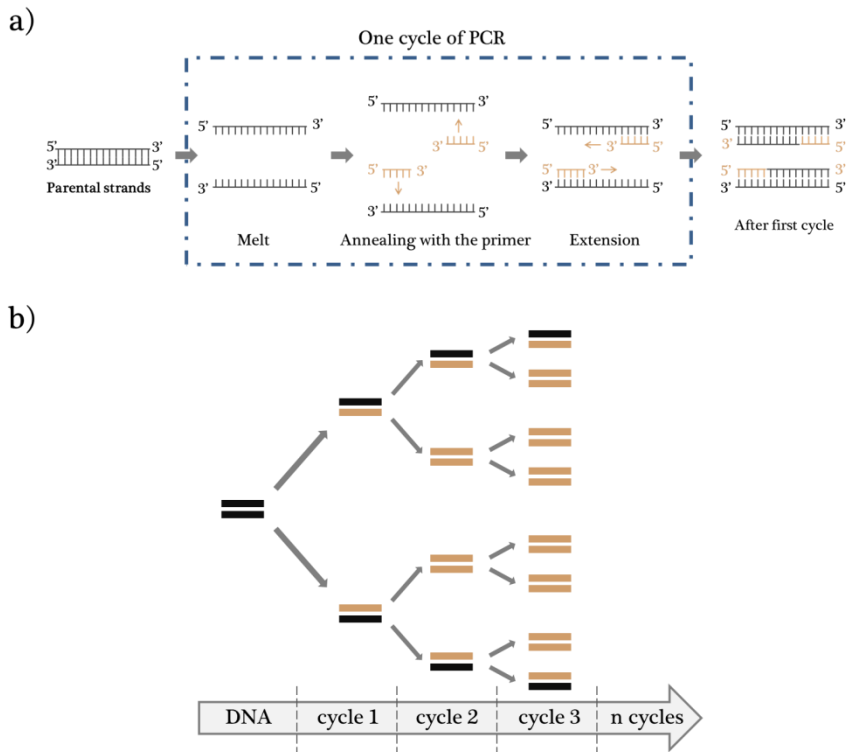 a)
One cycle of PCR
5’ 3’
3’ 5’
Parental strands
5’ 3’
3’ 5’
Melt
5’ 3’
3’ 5’
5’ 3’
3’ 5’
Annealing with the primer
5’ 3’
3’ 5’
5’ 3’
3’ 5’
Extension
5’ 3’
3’ 5’
5’ 3’
3’ 5’
After first cycle
b)
DNA cycle 1 cycle 2 cycle 3 n cycles